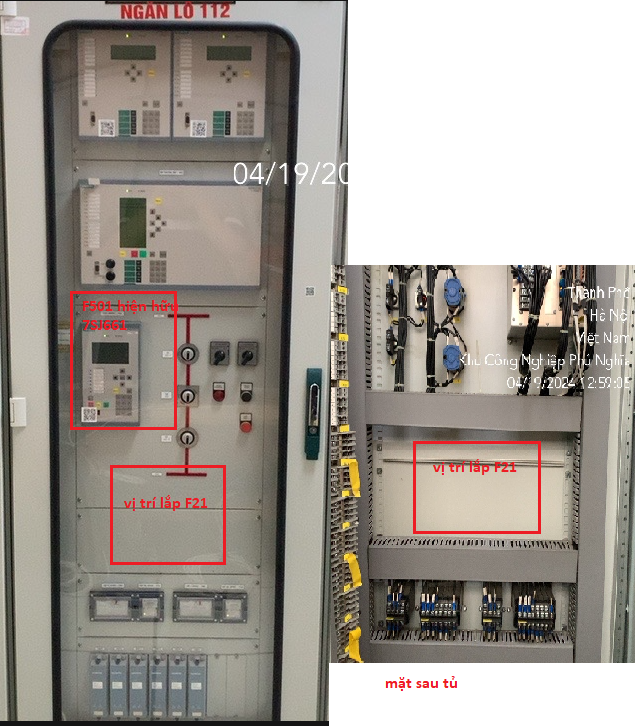 NGĂN LỘ 112
04/19/20
F501 hiện hữu
7SJ661
vị trí lắp F21
Thành Phố
Hà Nội
Việt Nam
Khu Công Nghiệp Phú Nghĩa
04/19/2024 12:59:05
vị trí lắp F21
mặt sau tủ